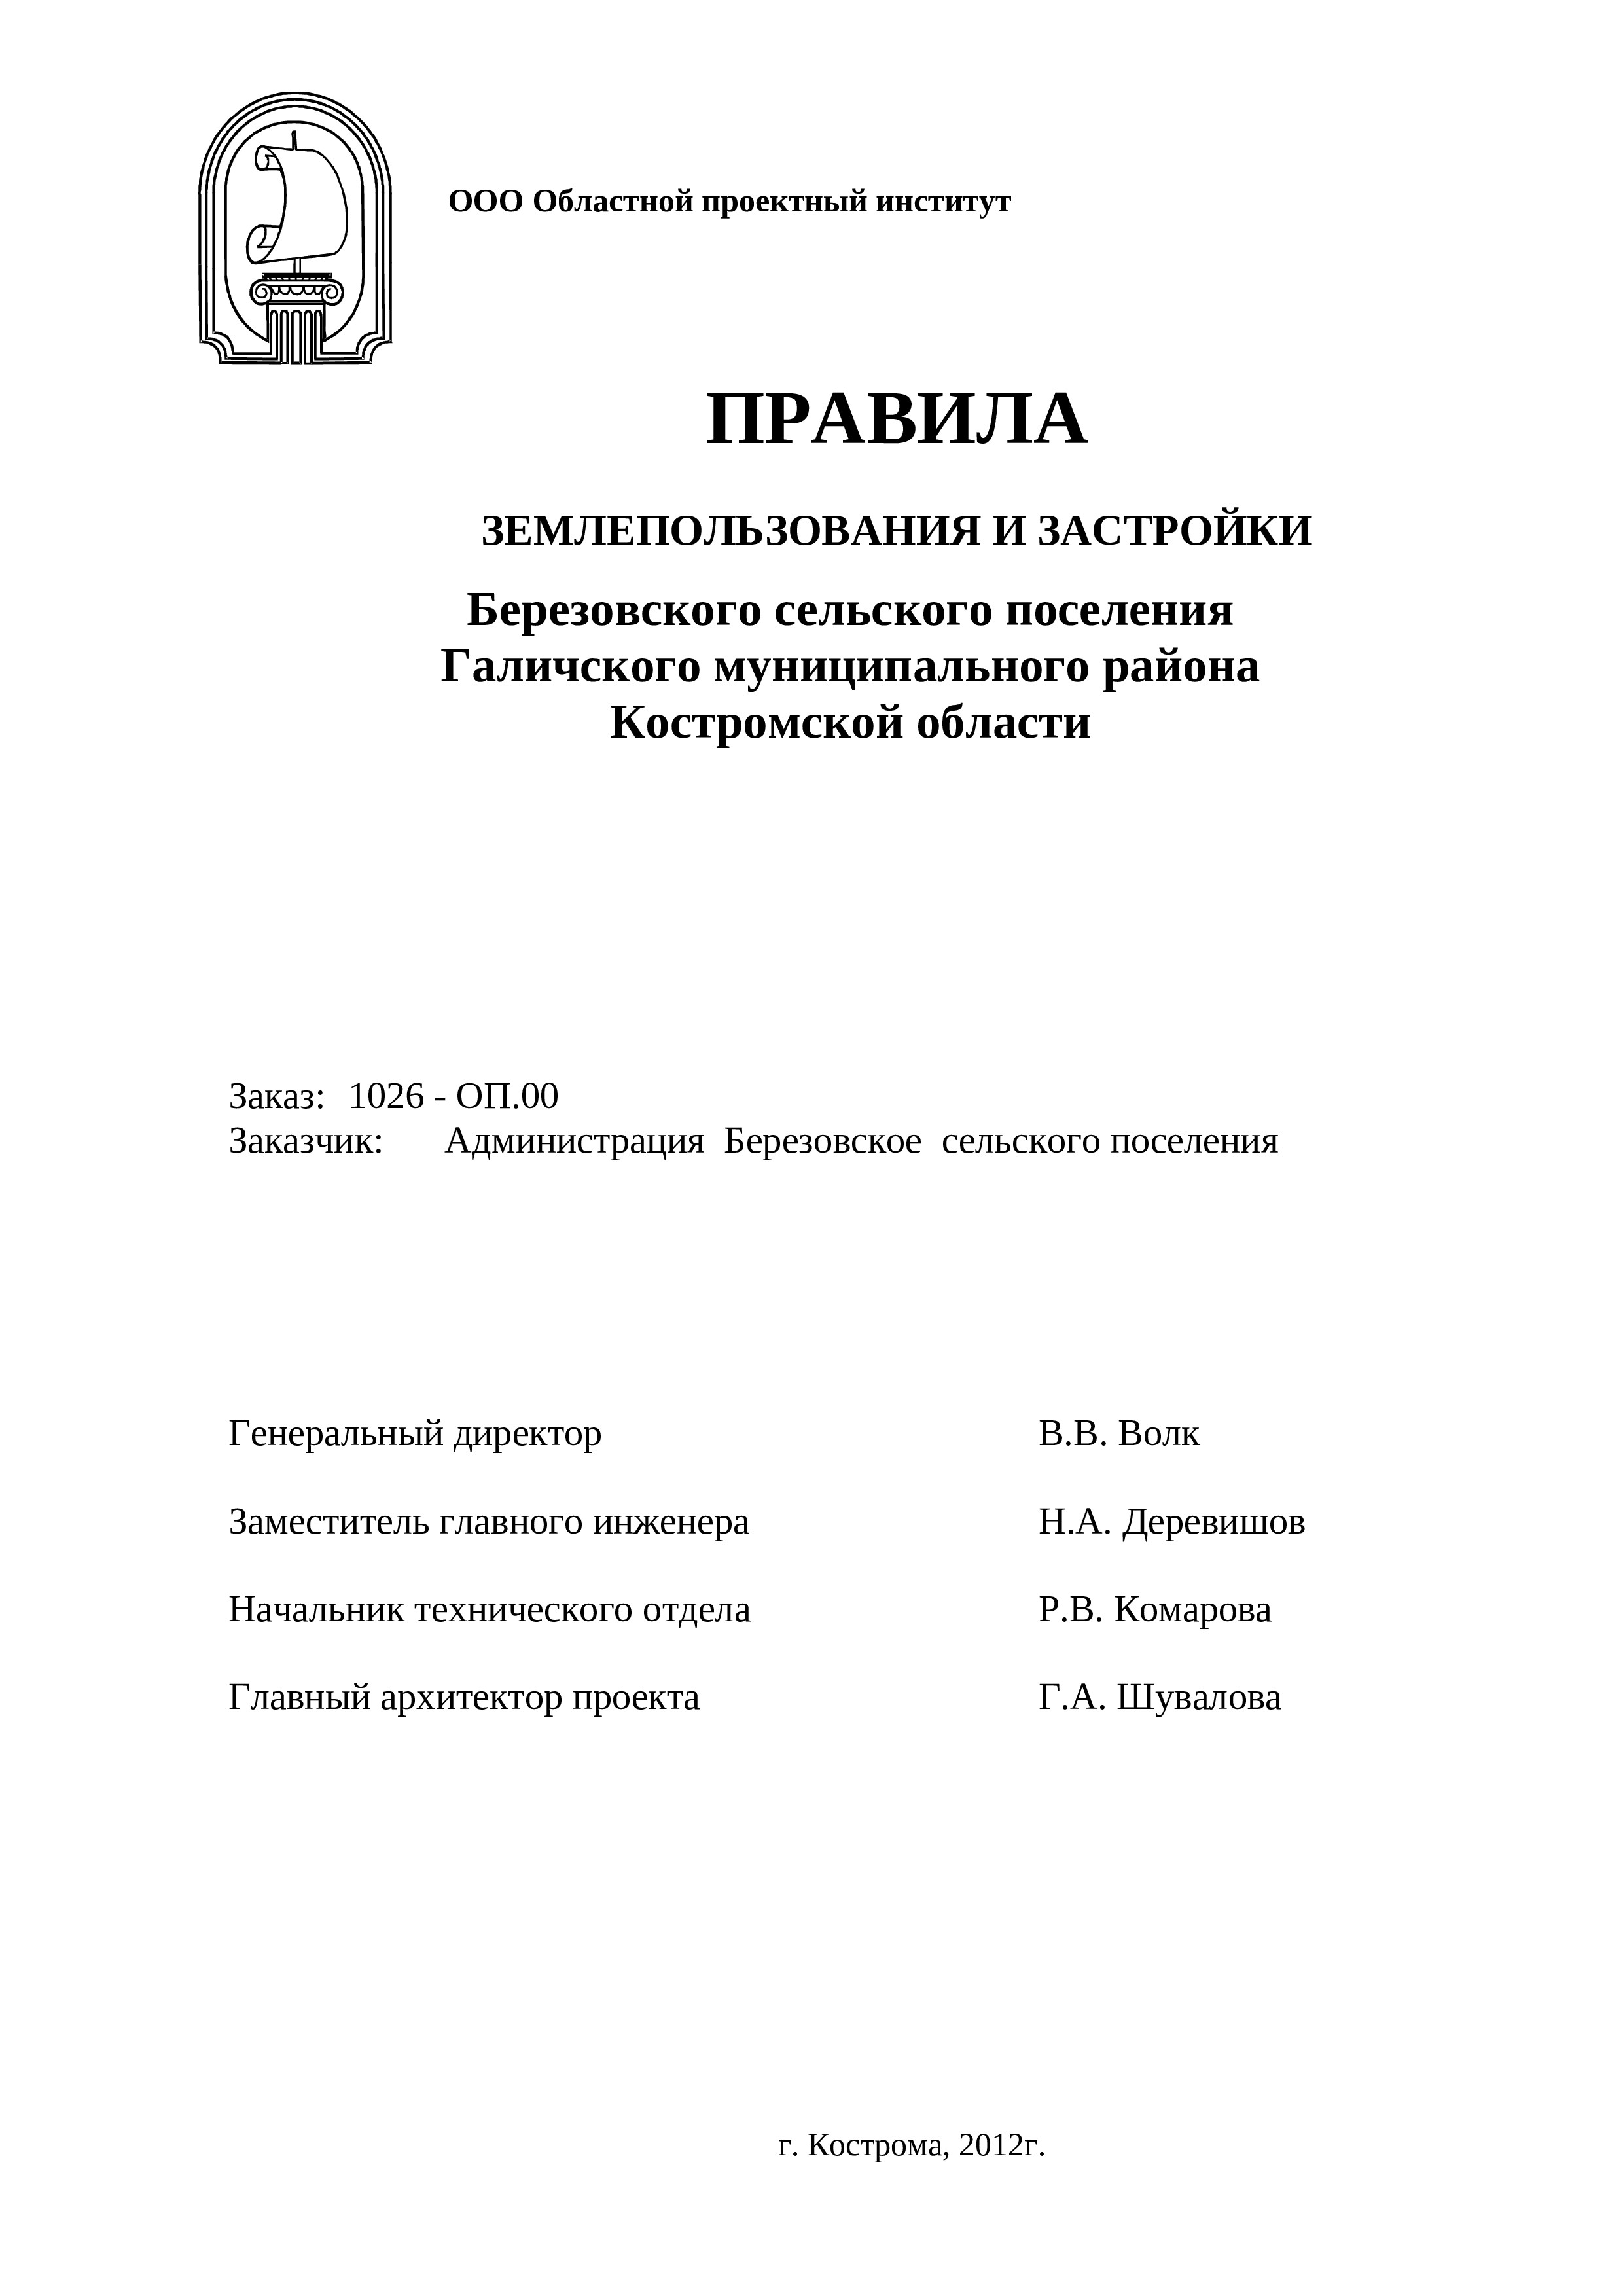 ООО Областной проектный институт
ПРАВИЛА
ЗЕМЛЕПОЛЬЗОВАНИЯ И ЗАСТРОЙКИ
Березовского сельского поселения
Галичского муниципального района
Костромской области
Заказ: 1026 - ОП.00
Заказчик: Администрация Березовское сельского поселения
Генеральный директор В.В. Волк
Заместитель главного инженера Н.А. Деревишов
Начальник технического отдела Р.В. Комарова
Главный архитектор проекта Г.А. Шувалова
г. Кострома, 2012г.